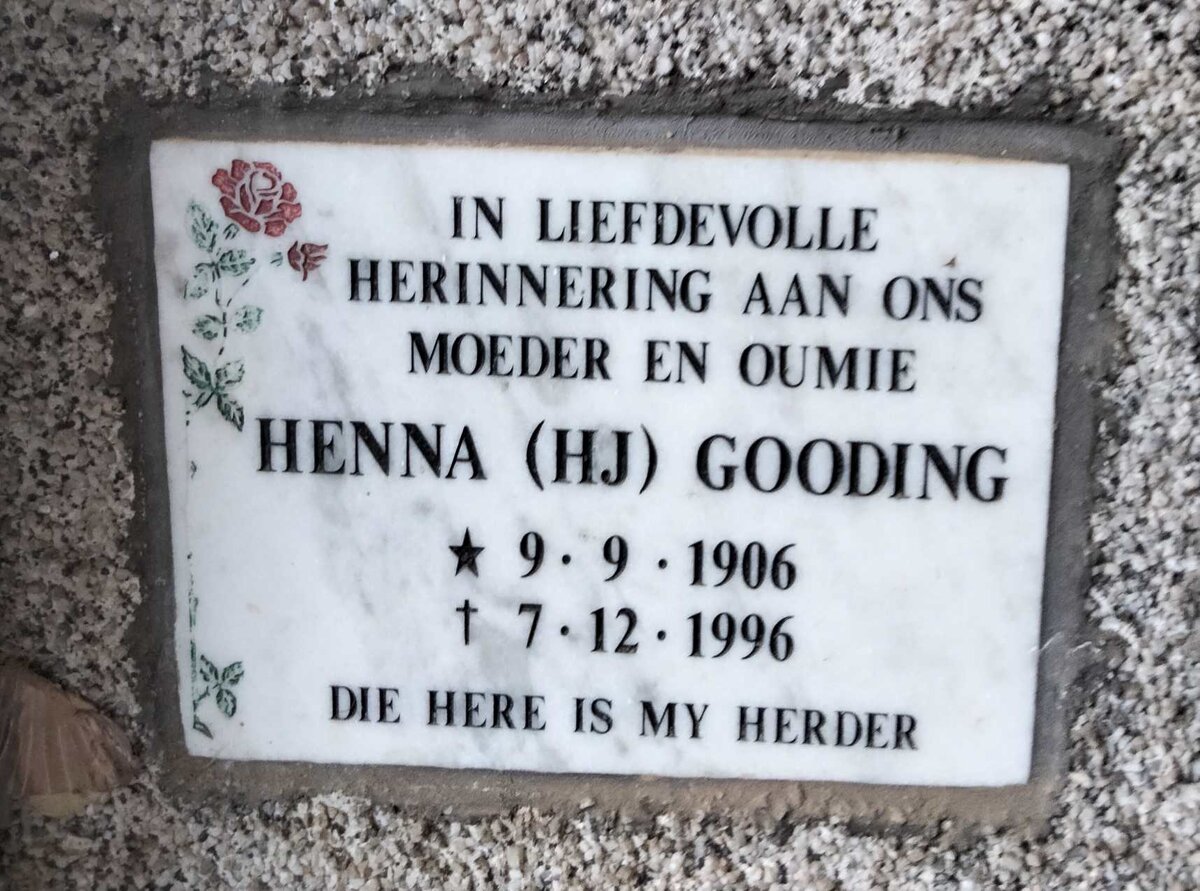 IN LIEFDEVOLLE
HERINNERING AAN ONS
MOEDER EN OUMIE
HENNA (HJ) GOODING
★ 9 · 9 · 1906
† 7 · 12 · 1996
DIE HERE IS MY HERDER